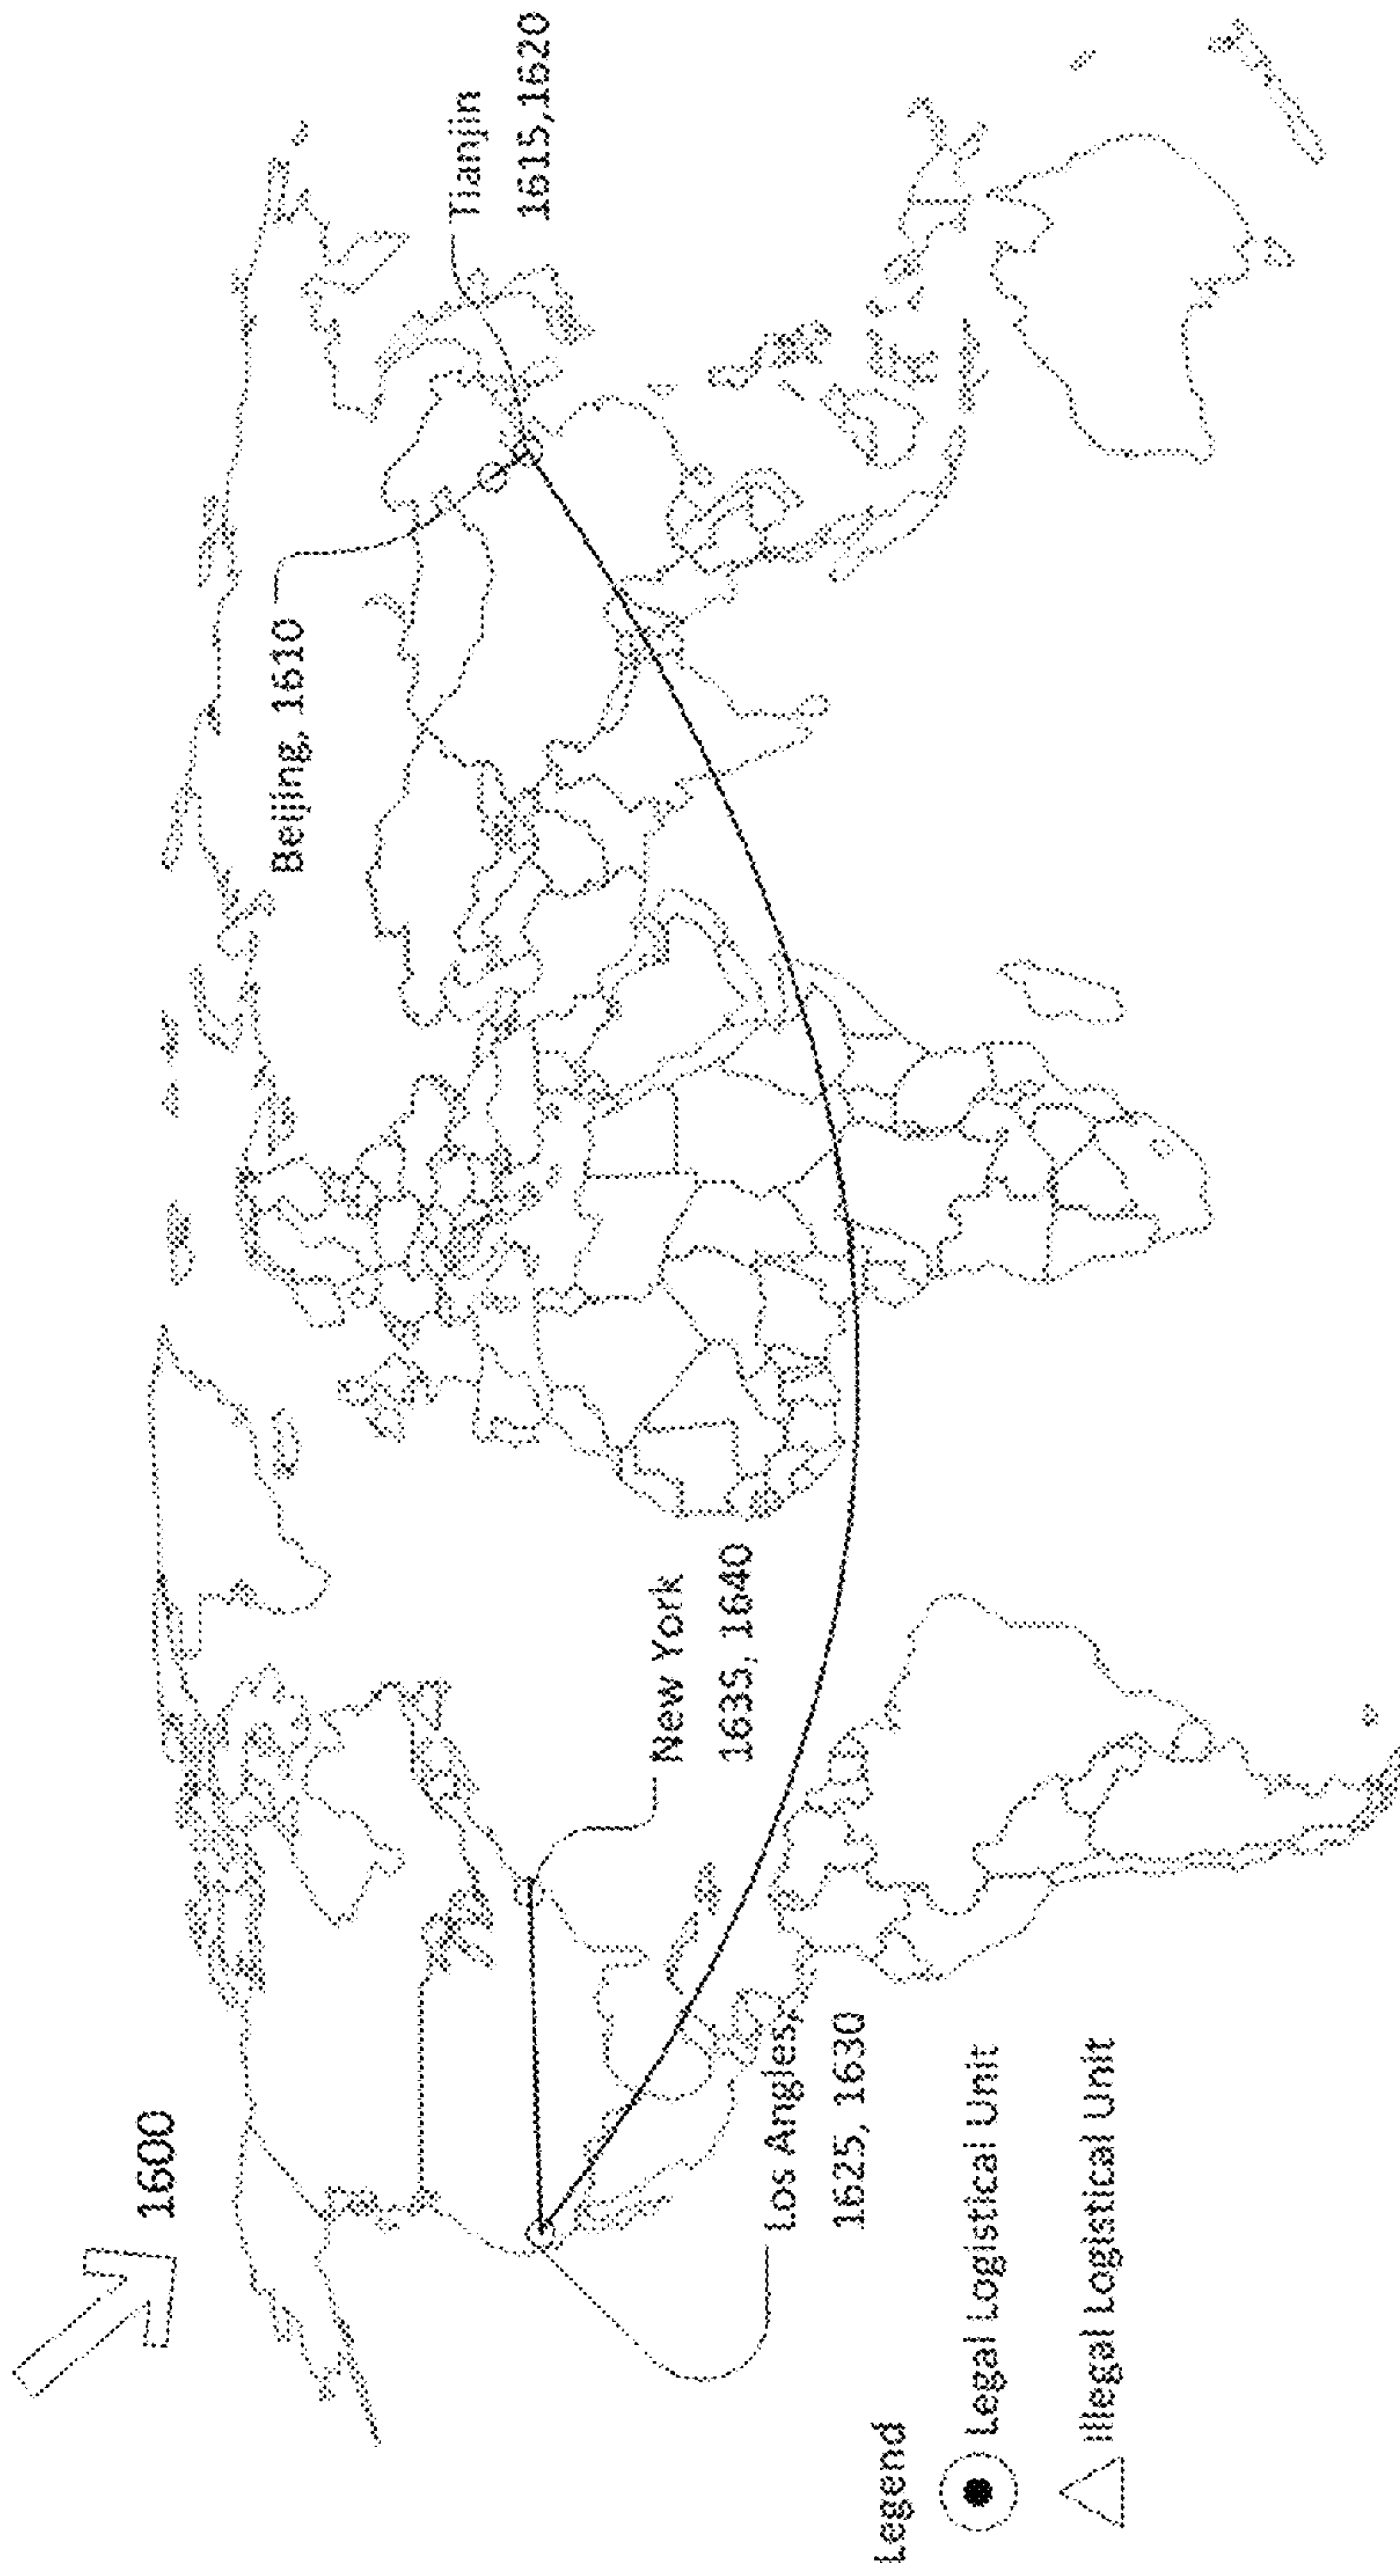 1600
Beijing, 1610
Tianjin
1615,1620
New York
1635, 1640
Los Angles,
1625, 1630
Legend
Legal Logistical Unit
Illegal Logistical Unit